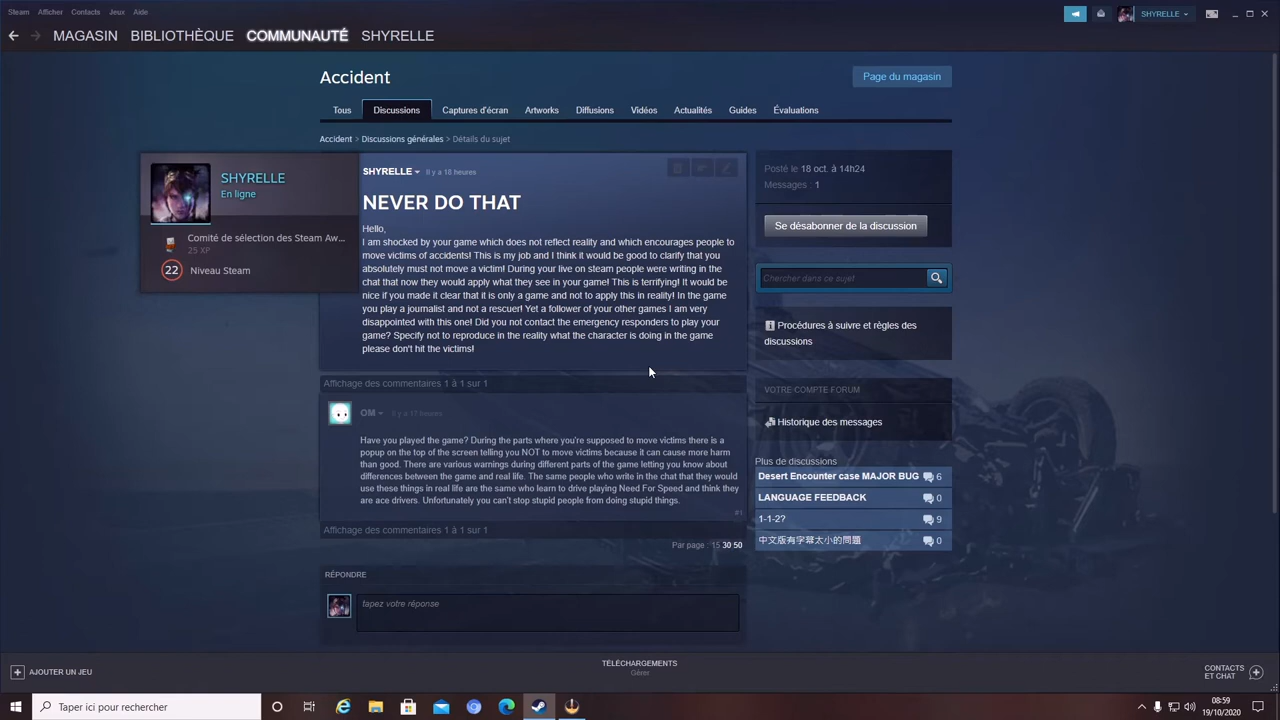 Steam Afficher Contacts Jeux Aide
SHYRELLE
MAGASIN BIBLIOTHÈQUE COMMUNAUTÉ SHYRELLE
Accident
Page du magasin
Tous Discussions Captures d'écran Artworks Diffusions Vidéos Actualités Guides Évaluations
Accident > Discussions générales > Détails du sujet
SHYRELLE
En ligne
Comité de sélection des Steam Aw...
25 XP
22 Niveau Steam
SHYRELLE Il y a 18 heures
NEVER DO THAT
Hello,
I am shocked by your game which does not reflect reality and which encourages people to
move victims of accidents! This is my job and I think it would be good to clarify that you
absolutely must not move a victim! During your live on steam people were writing in the
chat that now they would apply what they see in your game! This is terrifying! It would be
nice if you made it clear that it is only a game and not to apply this in reality! In the game
you play a journalist and not a rescuer! Yet a follower of your other games I am very
disappointed with this one! Did you not contact the emergency responders to play your
game? Specify not to reproduce in the reality what the character is doing in the game
please don't hit the victims!
Affichage des commentaires 1 à 1 sur 1
OM Il y a 17 heures
Have you played the game? During the parts where you're supposed to move victims there is a
popup on the top of the screen telling you NOT to move victims because it can cause more harm
than good. There are various warnings during different parts of the game letting you know about
differences between the game and real life. The same people who write in the chat that they would
use these things in real life are the same who learn to drive playing Need For Speed and think they
are ace drivers. Unfortunately you can't stop stupid people from doing stupid things.
#1
Affichage des commentaires 1 à 1 sur 1
Par page : 15 30 50
RÉPONDRE
tapez votre réponse
Posté le 18 oct. à 14h24
Messages : 1
Se désabonner de la discussion
Chercher dans ce sujet
Procédures à suivre et règles des
discussions
VOTRE COMPTE FORUM
Historique des messages
Plus de discussions
Desert Encounter case MAJOR BUG 6
LANGUAGE FEEDBACK 0
1-1-2? 9
中文版有字幕太小的問題 0
AJOUTER UN JEU
TÉLÉCHARGEMENTS
Gérer
CONTACTS
ET CHAT
Taper ici pour rechercher
08:59
19/10/2020